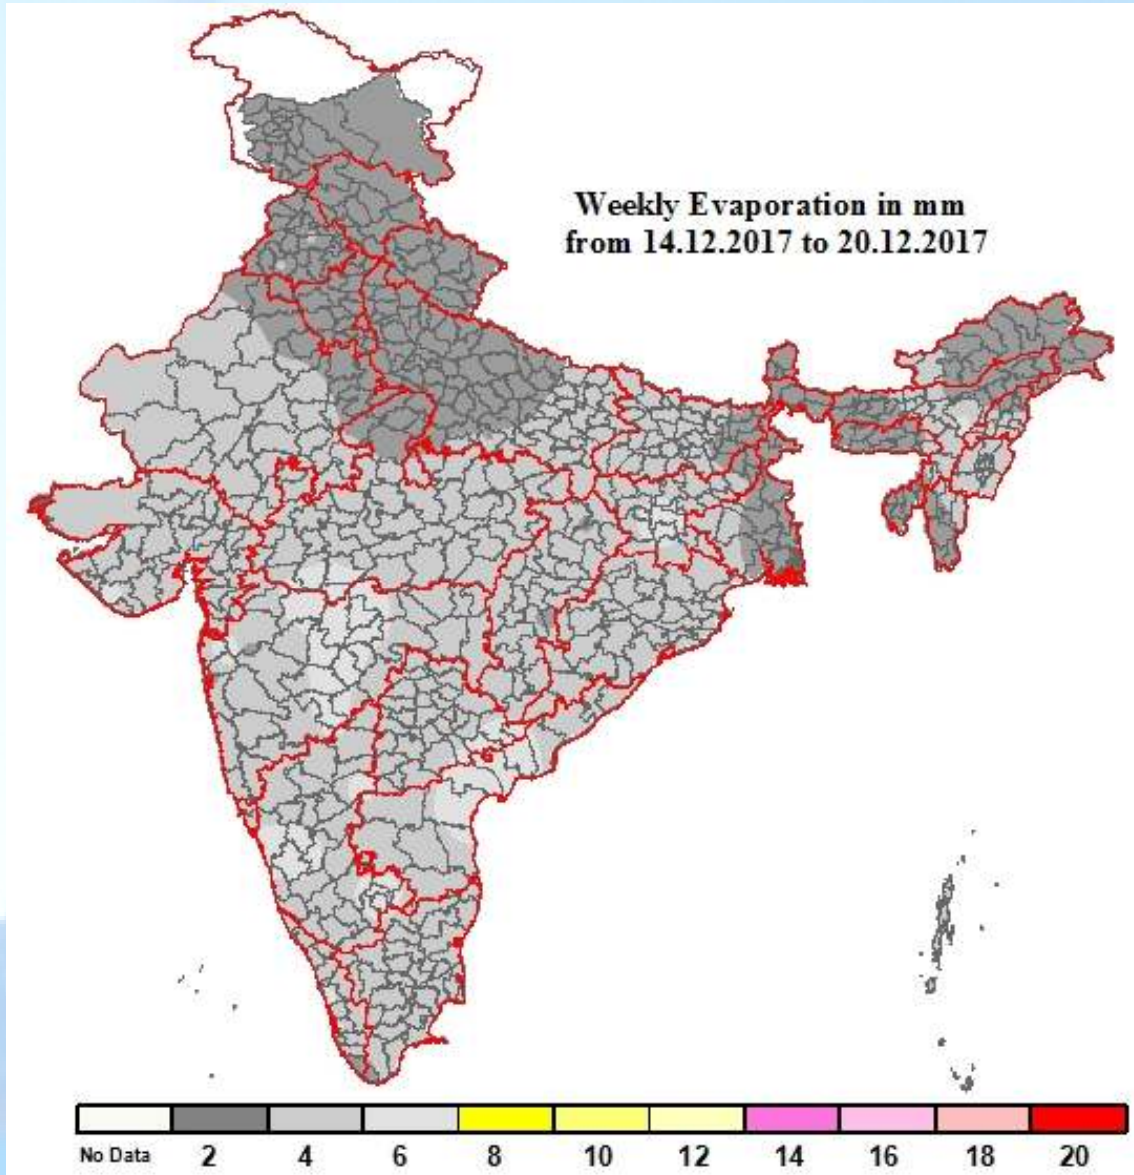 Weekly Evaporation in mm
from 14.12.2017 to 20.12.2017
No Data 2 4 6 8 10 12 14 16 18 20